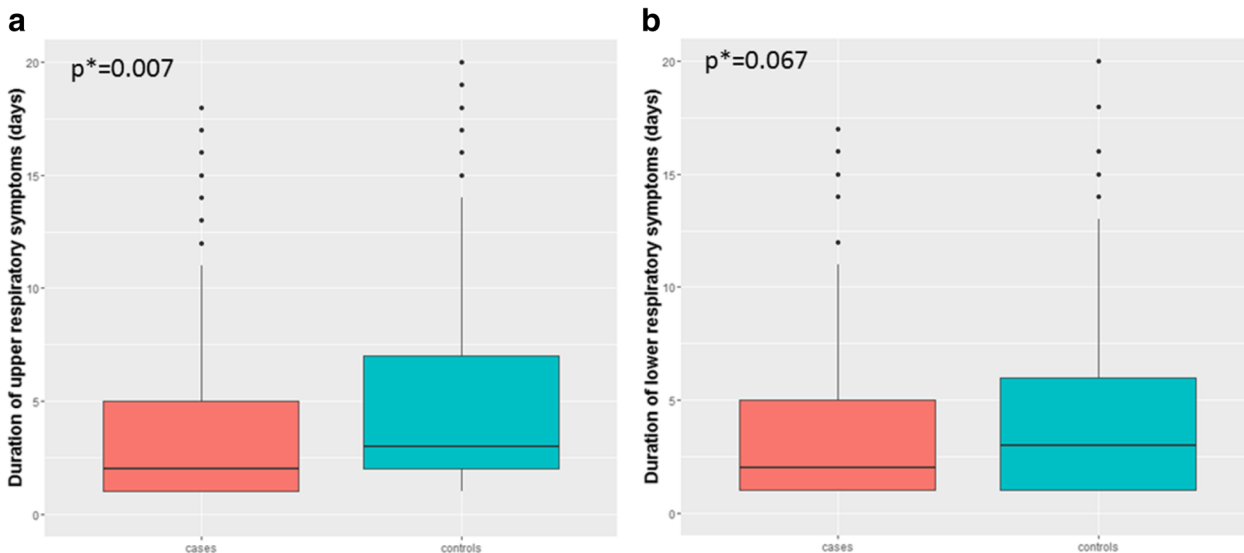 a
p*=0.007
Duration of upper respiratory symptoms (days)
20
15
10
5
0
cases
controls
b
p*=0.067
Duration of lower respiratory symptoms (days)
20
15
10
5
0
cases
controls